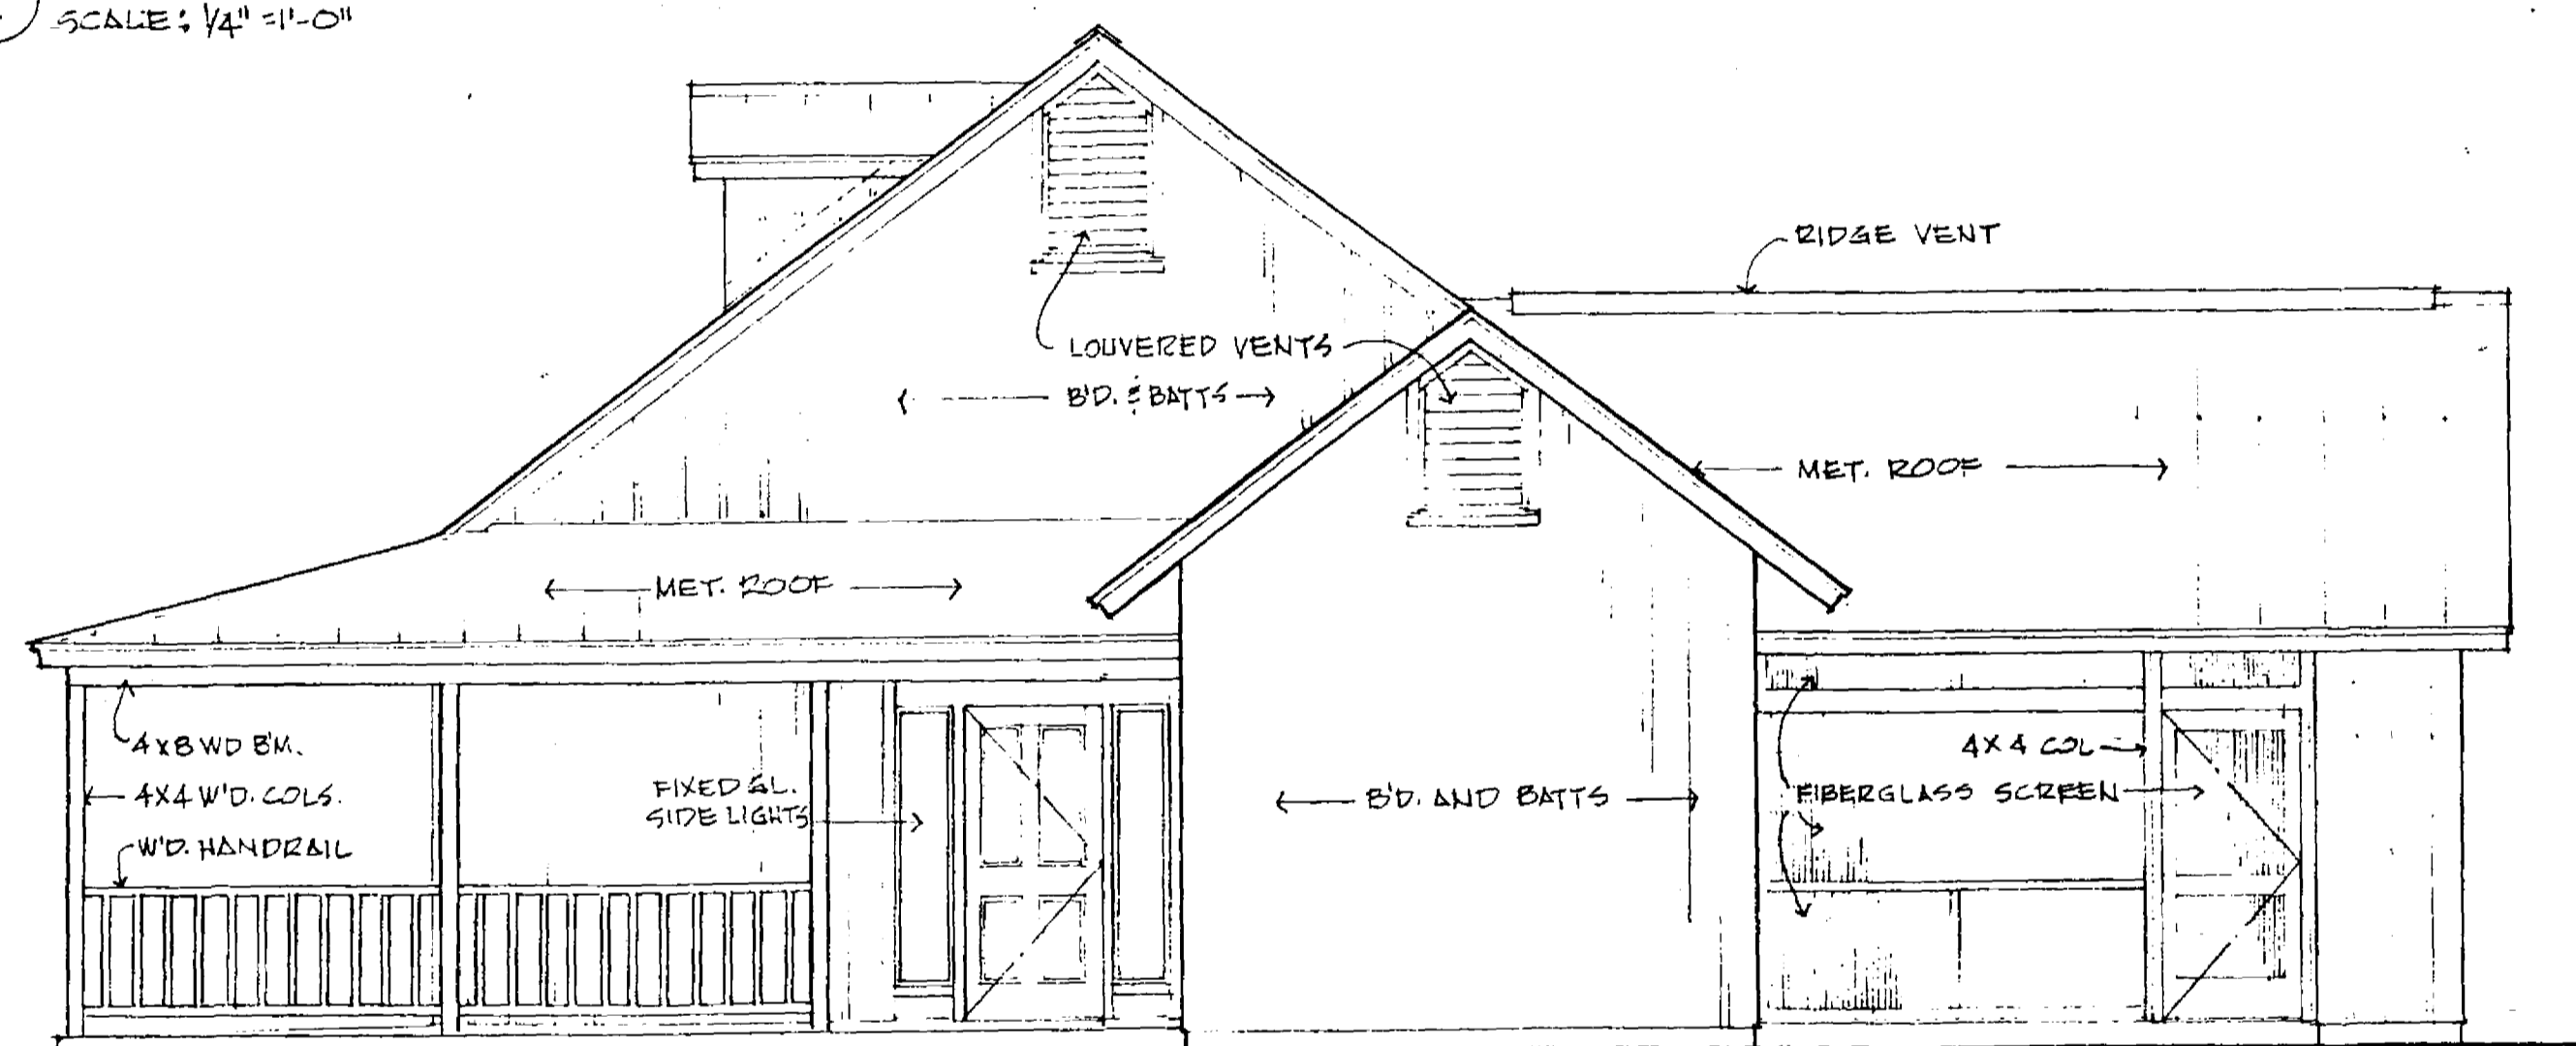 SCALE: 1/4" = 1'-0"
RIDGE VENT
LOUVERED VENTS
B'D. & BATTS
MET. ROOF
MET. ROOF
4X8 WD B'M.
4X4 W'D. COLS.
W'D. HANDRAIL
FIXED GL.
SIDE LIGHTS
B'D. AND BATTS
4X4 COL
FIBERGLASS SCREEN